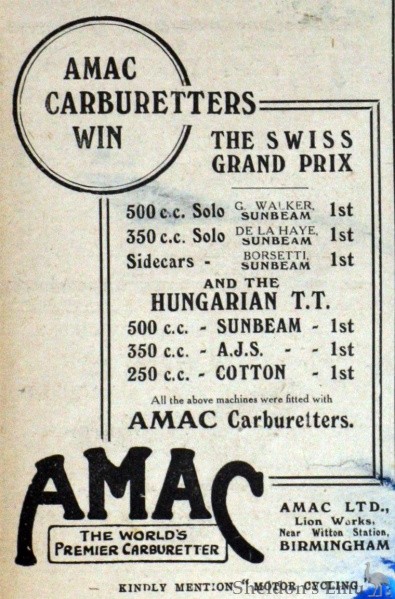 AMAC
CARBURETTERS
WIN
THE SWISS
GRAND PRIX
500 c.c. Solo G. WALKER, SUNBEAM 1st
350 c.c. Solo DE LA HAYE, SUNBEAM 1st
Sidecars - BORSETTI, SUNBEAM 1st
AND THE
HUNGARIAN T.T.
500 c.c. - SUNBEAM - 1st
350 c.c. - A.J.S. - - 1st
250 c.c. - COTTON - 1st
All the above machines were fitted with
AMAC Carburetters.
AMAC
THE WORLD'S
PREMIER CARBURETTER
AMAC LTD.,
Lion Works,
Near Witton Station,
BIRMINGHAM
KINDLY MENTION "MOTOR CYCLING"
Sheldon's Emu